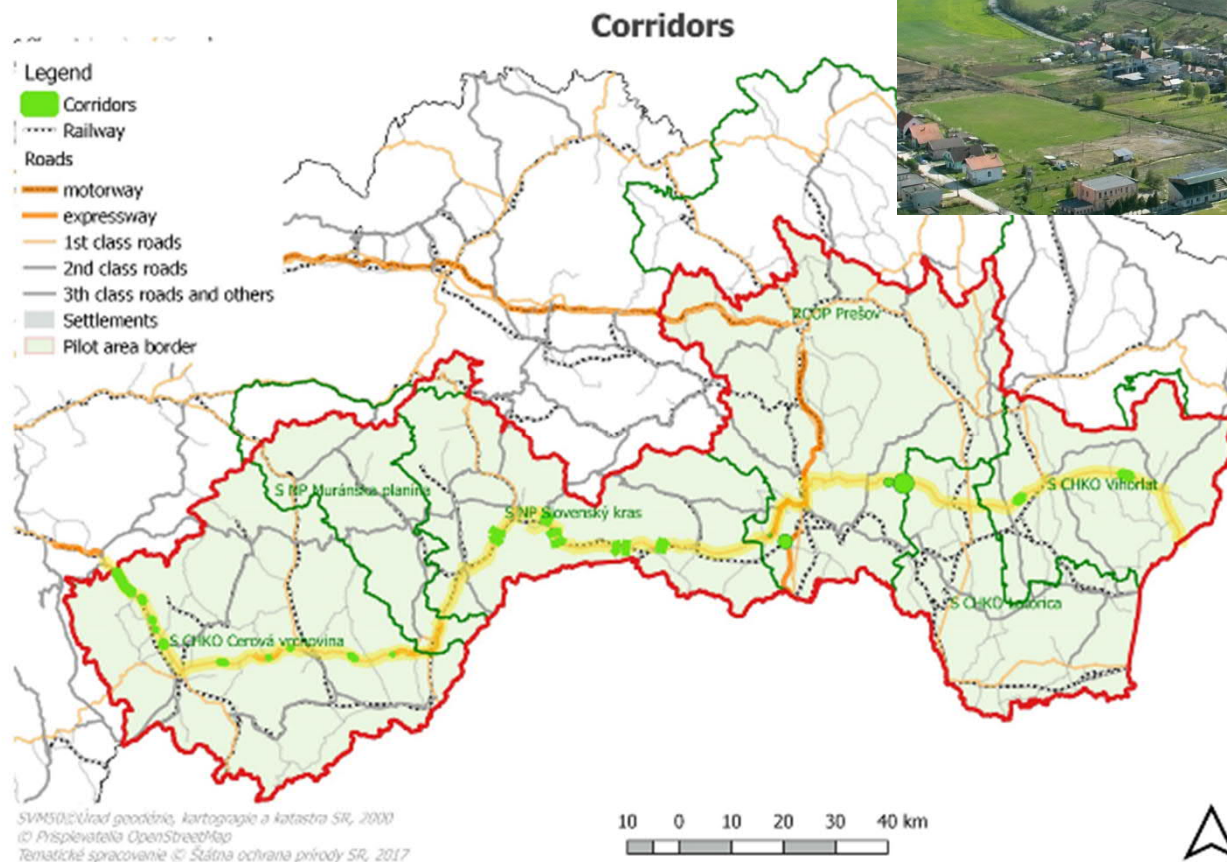 Corridors
Legend
Corridors
Railway
Roads
motorway
expressway
1st class roads
2nd class roads
3th class roads and others
Settlements
Pilot area border
RCOP Prešov
S NP Muránska planina
S NP Slovenský kras
S CHKO Vihorlat
S CHKO Latorica
S CHKO Cerová vrchovina
10 0 10 20 30 40 km
SVM50©Úrad geodézie, kartogragie a katastra SR, 2000
© Prispievatelia OpenStreetMap
Tematické spracovanie © Štátna ochrana prírody SR, 2017